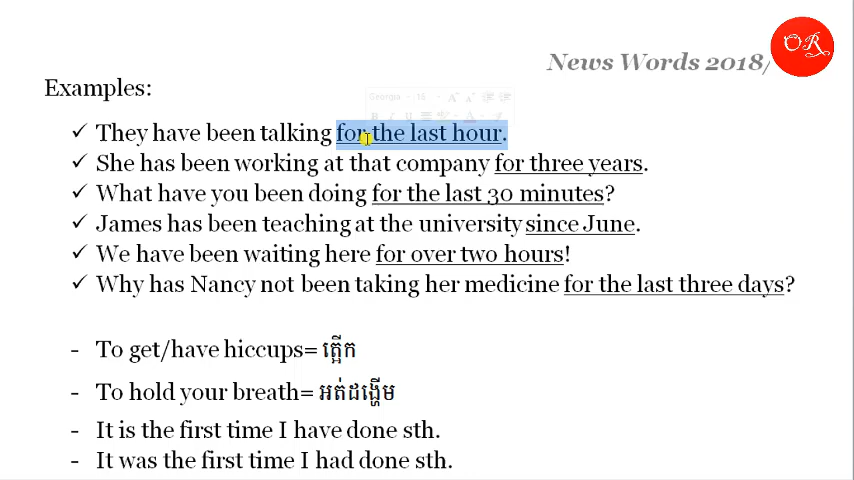 OR
News Words 2018/
Examples:
Georgia 15
✓ They have been talking for the last hour.
✓ She has been working at that company for three years.
✓ What have you been doing for the last 30 minutes?
✓ James has been teaching at the university since June.
✓ We have been waiting here for over two hours!
✓ Why has Nancy not been taking her medicine for the last three days?
- To get/have hiccups= ត្អើក
- To hold your breath= អត់ដង្ហើម
- It is the first time I have done sth.
- It was the first time I had done sth.